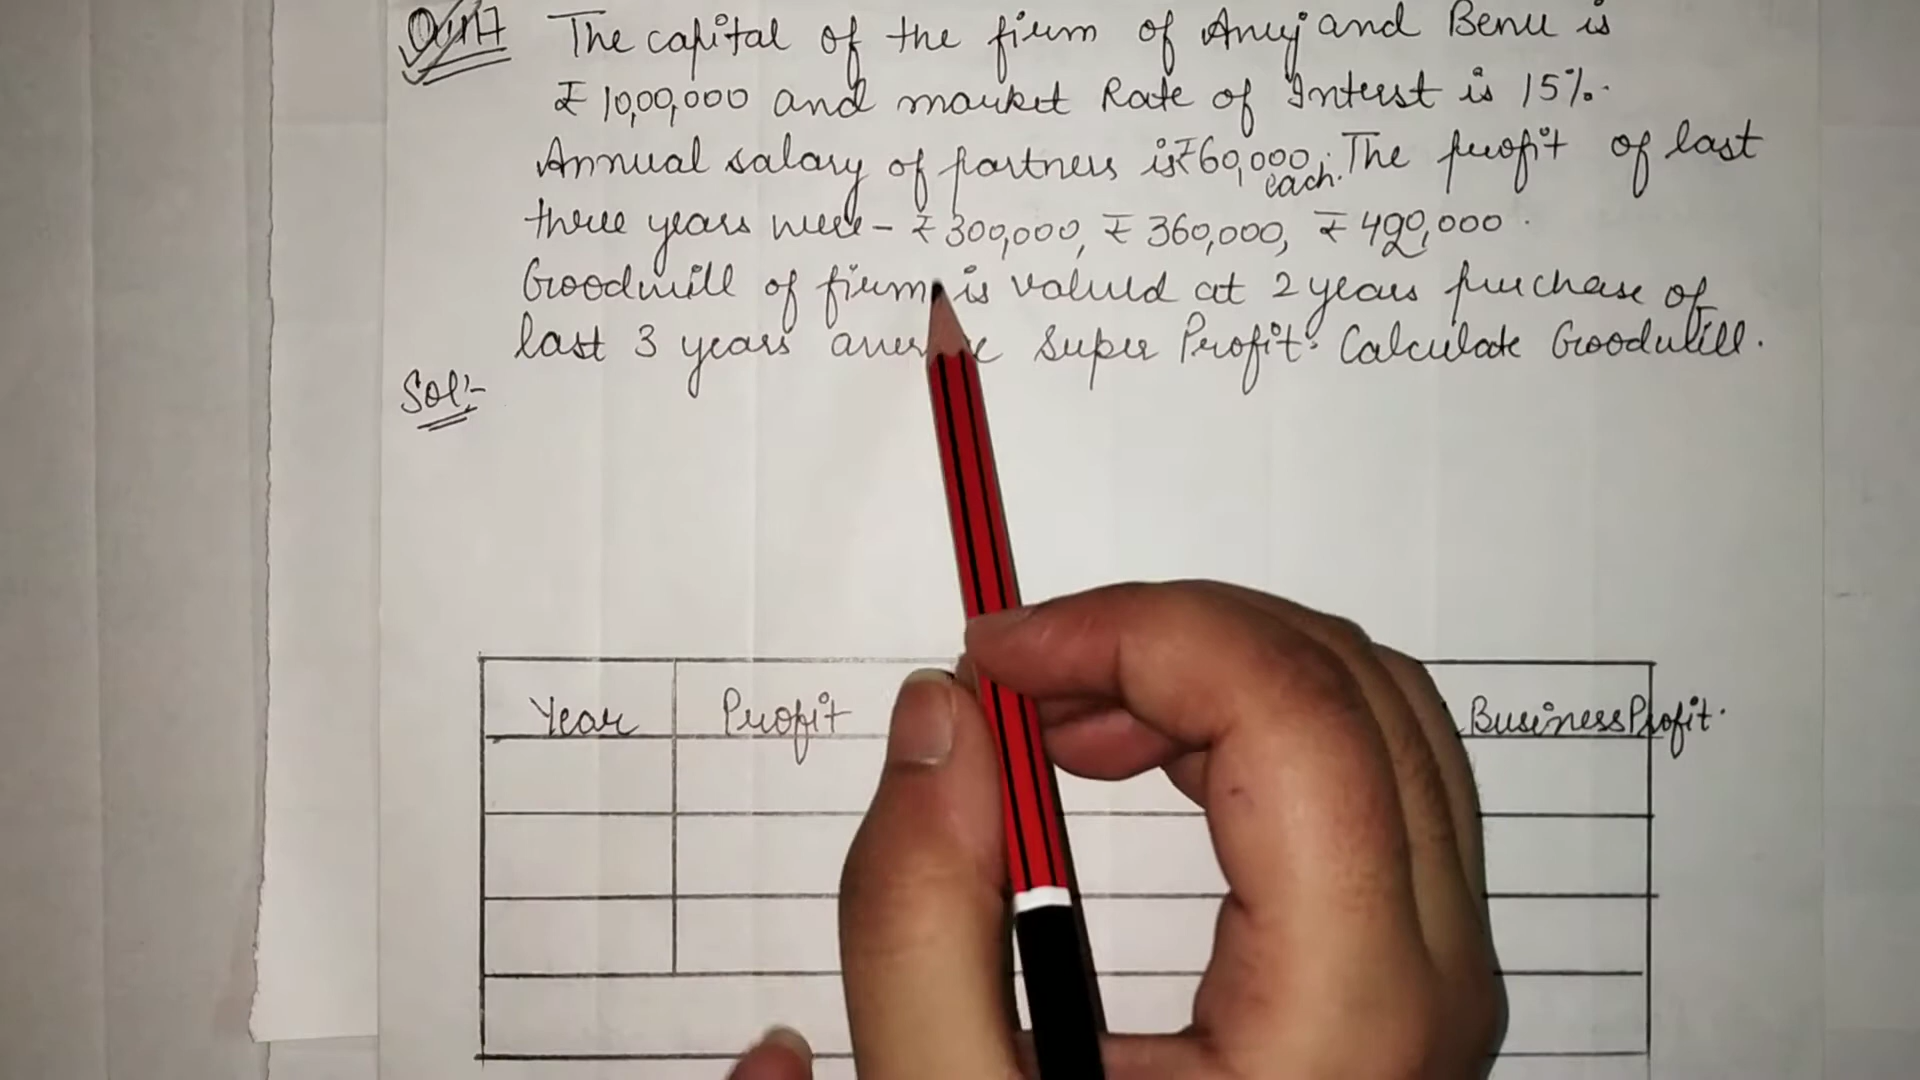 Qu.17 The capital of the firm of Anuj and Benu is
₹ 10,00,000 and market Rate of Interst is 15%.
Annual salary of partners is ₹60,000 each. The profit of last
three years were - ₹ 300,000, ₹ 360,000, ₹ 420,000.
Goodwill of firm is valued at 2 years purchase of
last 3 years Super Profit. Calculate Goodwill.
Sol:-
Year Profit Business Profit.